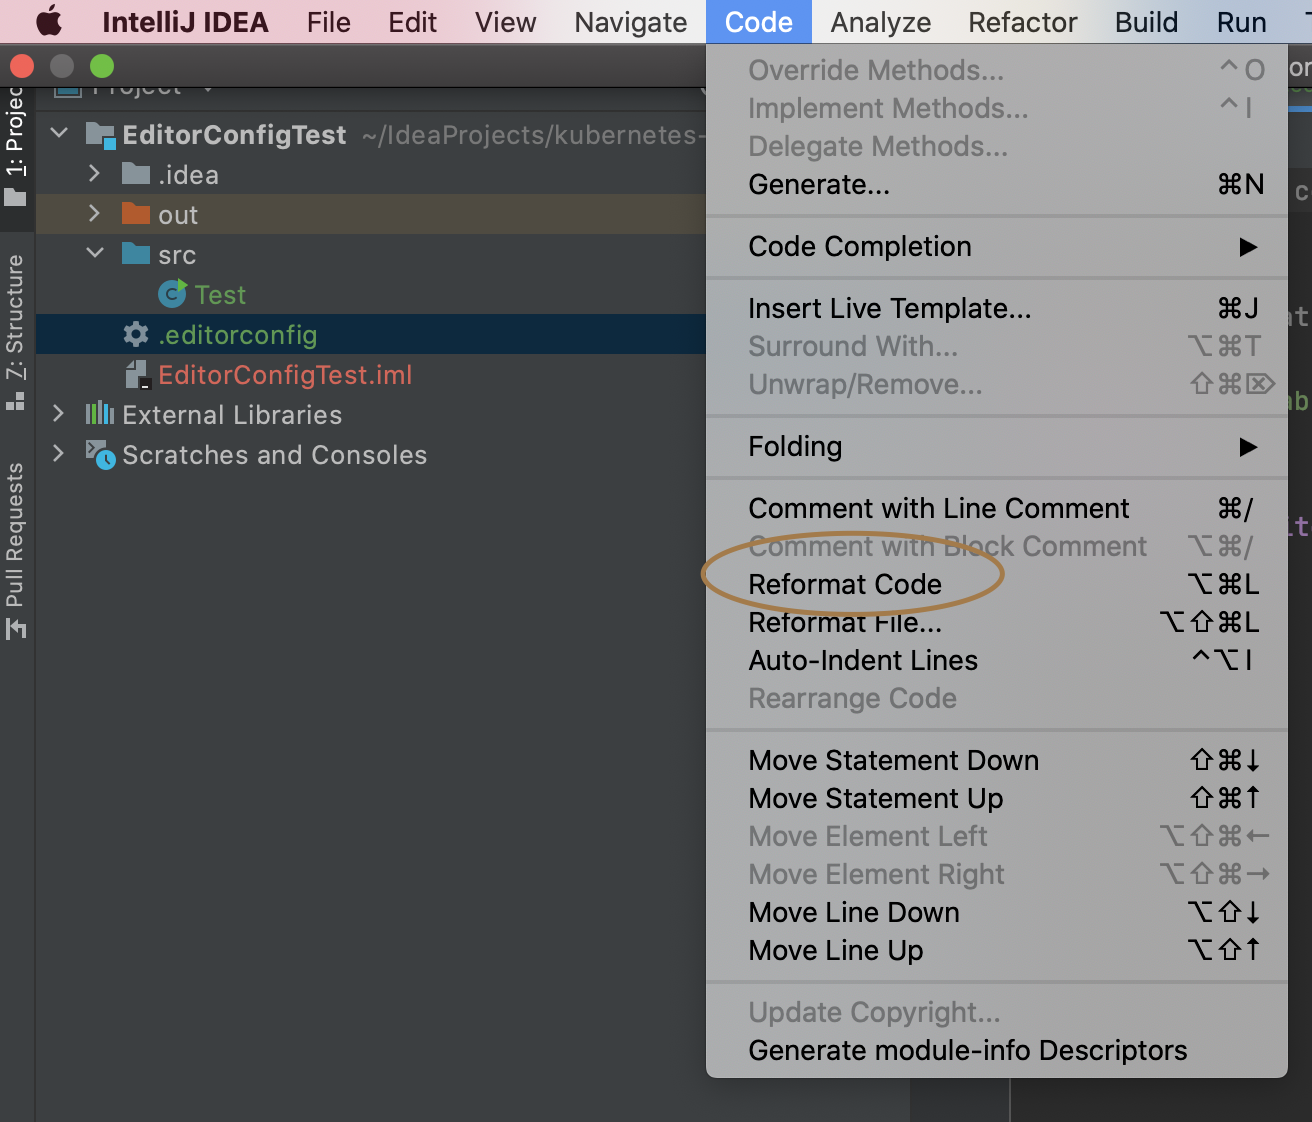 IntelliJ IDEA File Edit View Navigate Code Analyze Refactor Build Run
Project
1: Project
7: Structure
Pull Requests
EditorConfigTest ~/IdeaProjects/kubernetes-
.idea
out
src
Test
.editorconfig
EditorConfigTest.iml
External Libraries
Scratches and Consoles
Override Methods... ^O
Implement Methods... ^I
Delegate Methods...
Generate... ⌘N
Code Completion ▶
Insert Live Template... ⌘J
Surround With... ⌥⌘T
Unwrap/Remove... ⇧⌘⌦
Folding ▶
Comment with Line Comment ⌘/
Comment with Block Comment ⌥⌘/
Reformat Code ⌥⌘L
Reformat File... ⌥⇧⌘L
Auto-Indent Lines ^⌥I
Rearrange Code
Move Statement Down ⇧⌘↓
Move Statement Up ⇧⌘↑
Move Element Left ⌥⇧⌘←
Move Element Right ⌥⇧⌘→
Move Line Down ⌥⇧↓
Move Line Up ⌥⇧↑
Update Copyright...
Generate module-info Descriptors